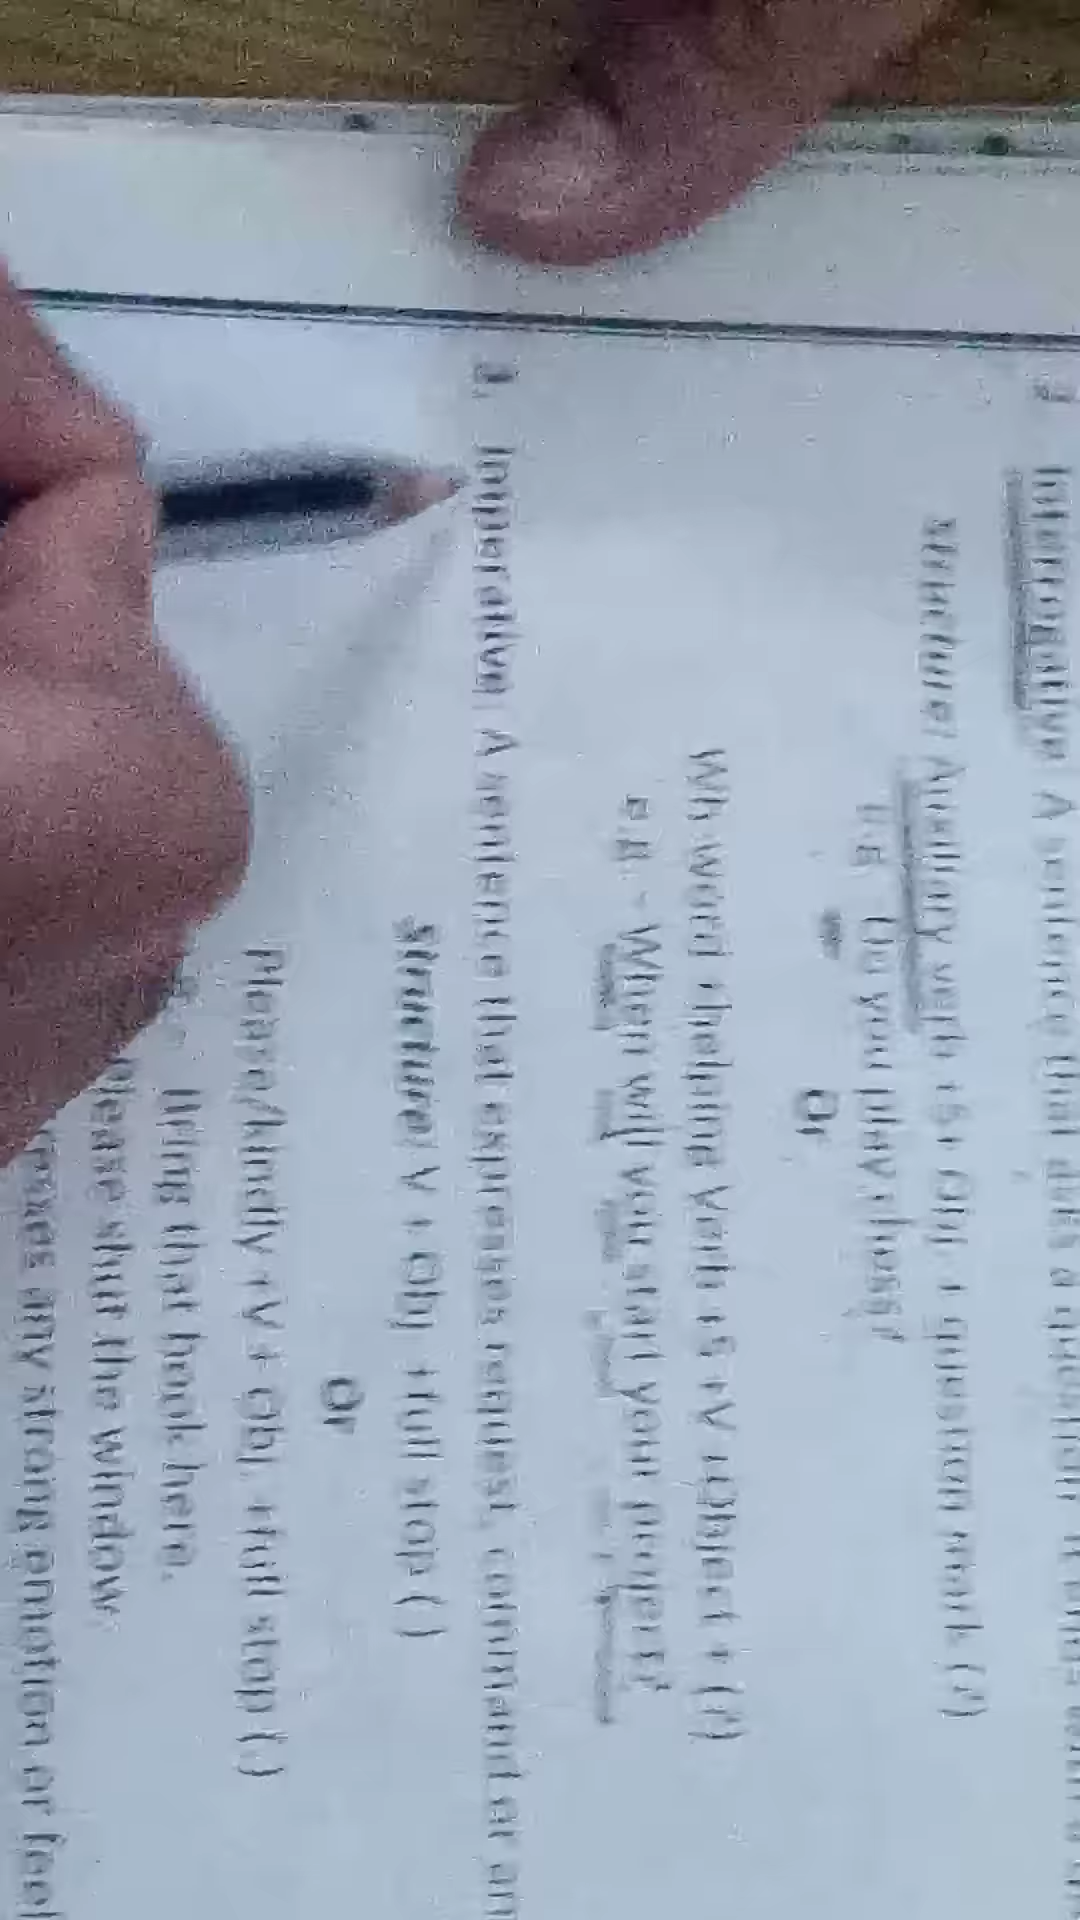 Interrogative: A sentence that asks a question
Structure: Auxiliary verb +S+ Obj. + question mark (?)
e.g. Do you play chess?
Or
Wh word +helping Verb +S +V +Object + (?)
e.g. - When will you start your project?
3. Imperative: A sentence that expresses request, command or
Structure: V + Obj +full stop (.)
Or
Please/kindly +V + Obj. +full stop (.)
Bring that book here.
Please shut the window
any strong emotion or